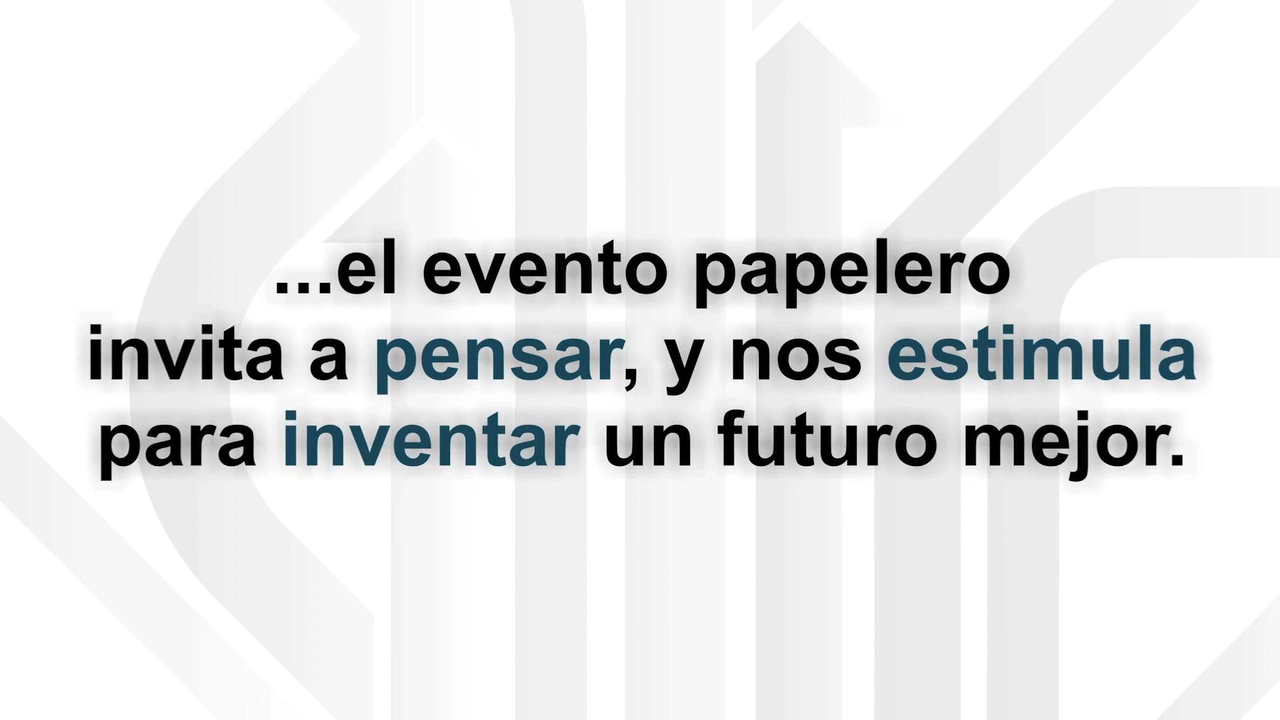 ...el evento papelero
invita a pensar, y nos estimula
para inventar un futuro mejor.